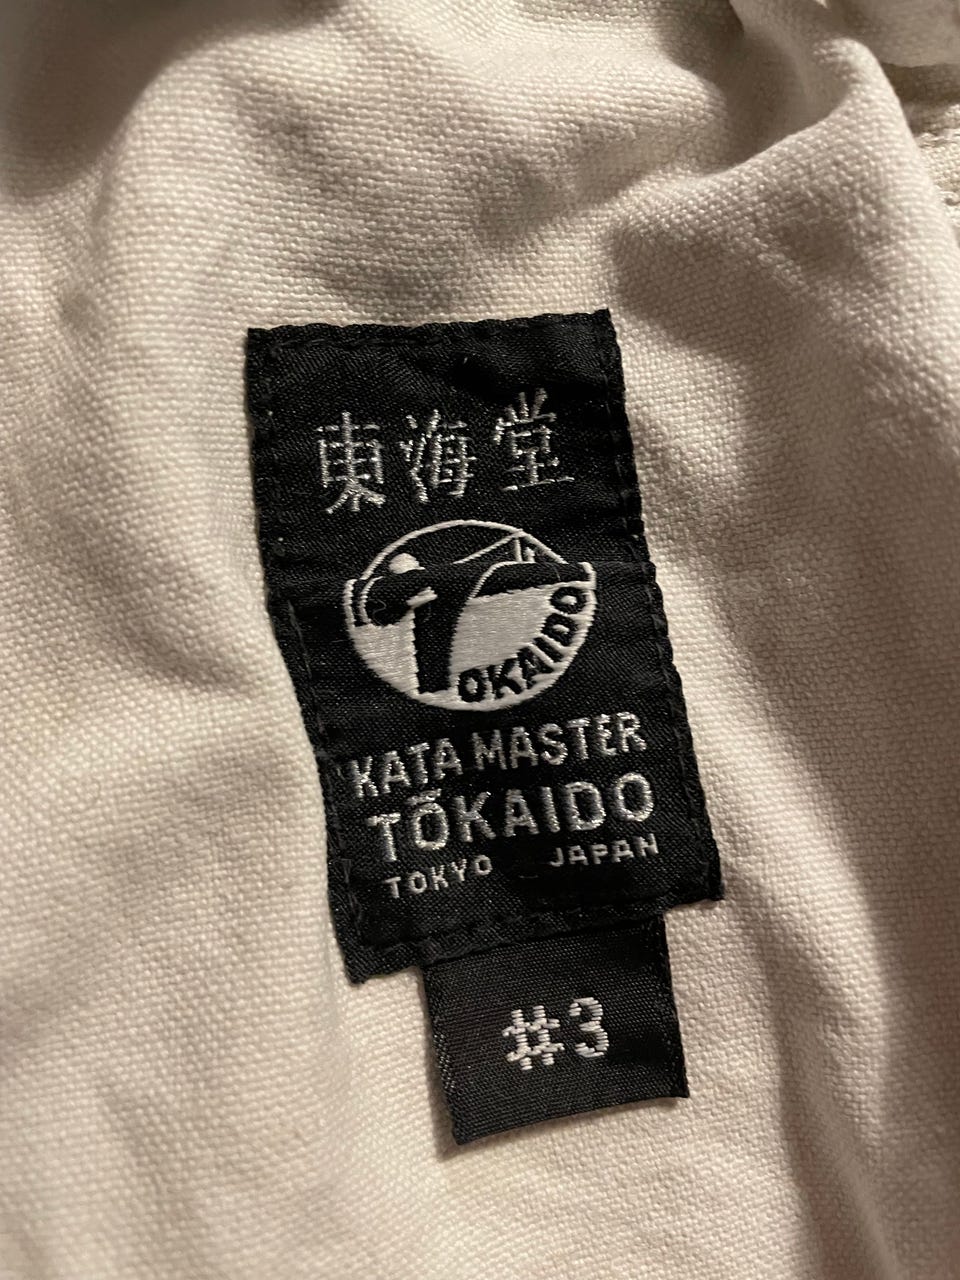 東海堂
TOKAIDO
KATA MASTER
TŌKAIDO
TOKYO JAPAN
#3